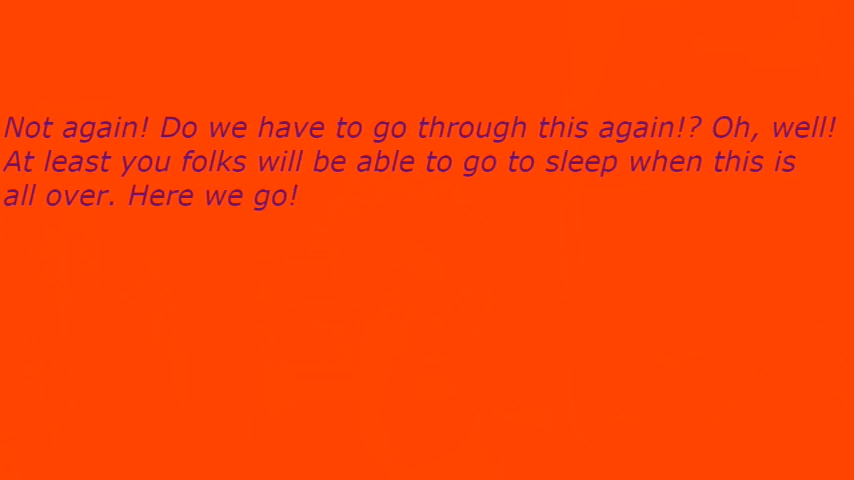 Not again! Do we have to go through this again!? Oh, well!
At least you folks will be able to go to sleep when this is
all over. Here we go!